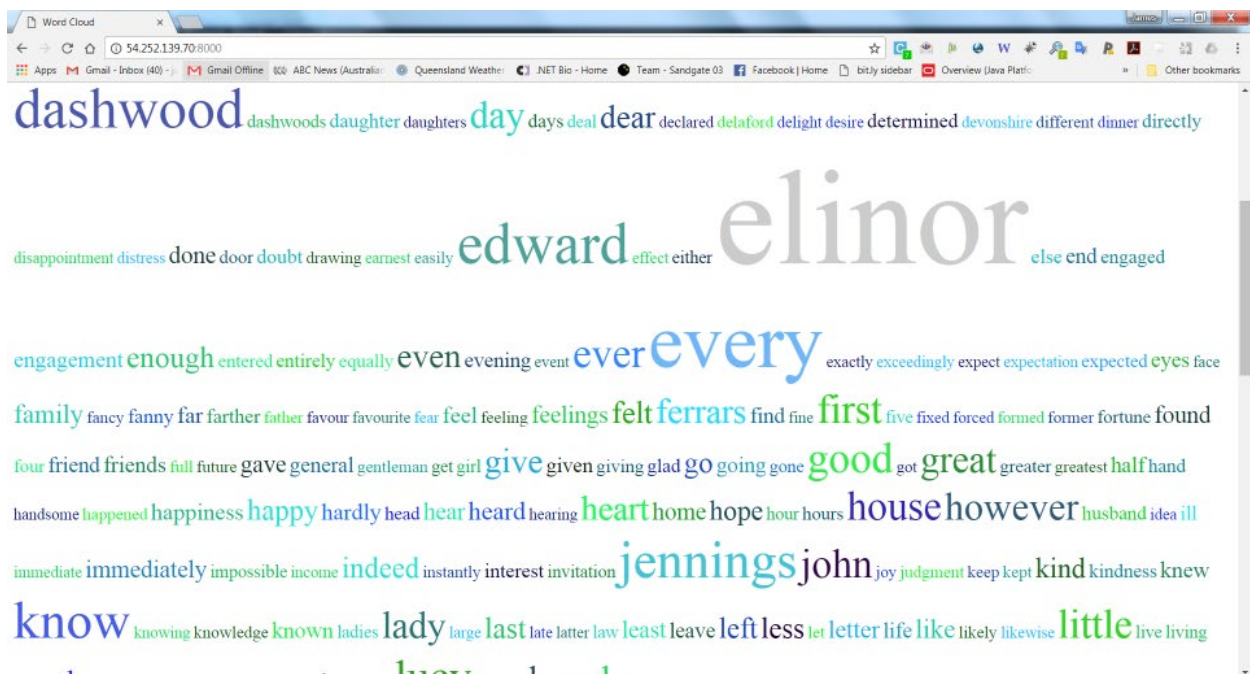 Word Cloud
James
54.252.139.70:8000
Apps Gmail - Inbox (40) - j Gmail Offline ABC News (Australia) Queensland Weather .NET Bio - Home Team - Sandgate 03 Facebook | Home bit.ly sidebar Overview (Java Platfo » Other bookmarks
dashwood dashwoods daughter daughters day days deal dear declared delaford delight desire determined devonshire different dinner directly
disappointment distress done door doubt drawing earnest easily edward effect either elinor else end engaged
engagement enough entered entirely equally even evening event ever every exactly exceedingly expect expectation expected eyes face
family fancy fanny far farther father favour favourite fear feel feeling feelings felt ferrars find fine first five fixed forced formed former fortune found
four friend friends full future gave general gentleman get girl give given giving glad go going gone good got great greater greatest half hand
handsome happened happiness happy hardly head hear heard hearing heart home hope hour hours house however husband idea ill
immediate immediately impossible income indeed instantly interest invitation jennings john joy judgment keep kept kind kindness knew
know knowing knowledge known ladies lady large last late latter law least leave left less let letter life like likely likewise little live living
lucy